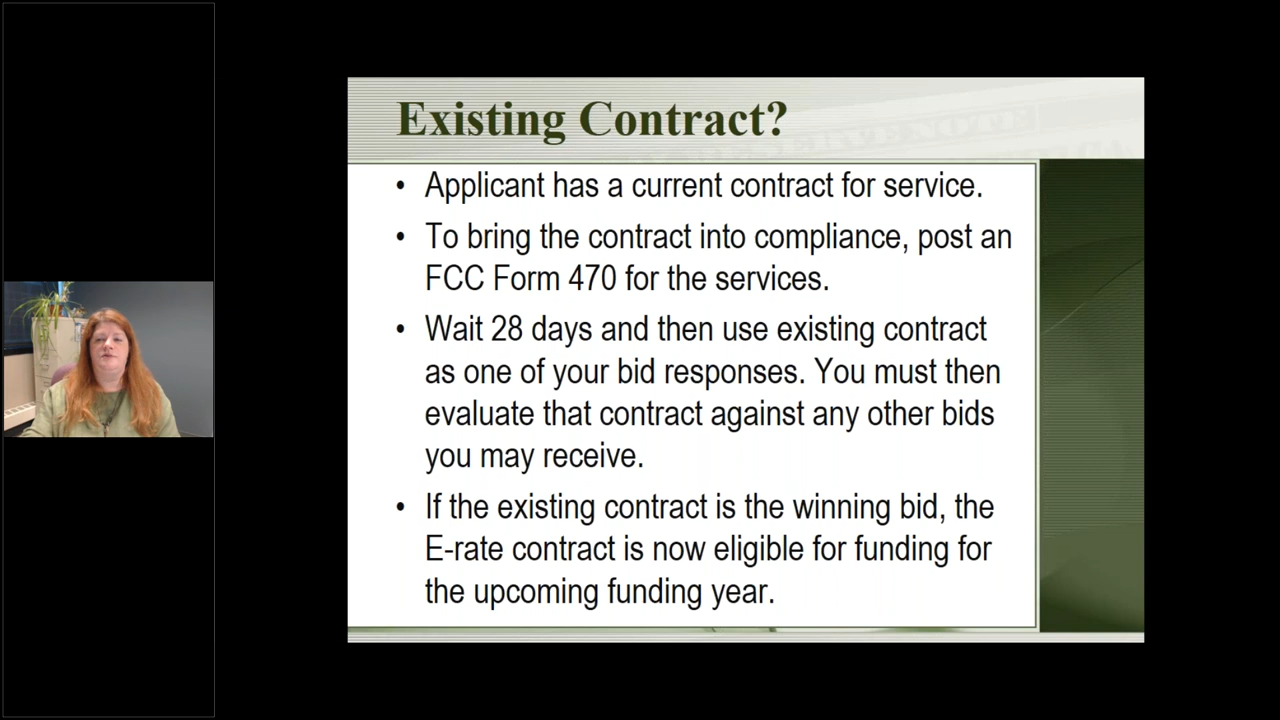 Existing Contract?
• Applicant has a current contract for service.
• To bring the contract into compliance, post an
FCC Form 470 for the services.
• Wait 28 days and then use existing contract
as one of your bid responses. You must then
evaluate that contract against any other bids
you may receive.
• If the existing contract is the winning bid, the
E-rate contract is now eligible for funding for
the upcoming funding year.